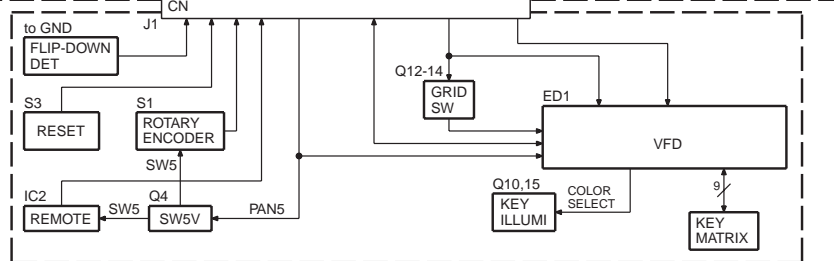 CN
J1
to GND
FLIP-DOWN
DET
Q12-14
GRID
SW
ED1
S3
RESET
S1
ROTARY
ENCODER
VFD
SW5
IC2
REMOTE
SW5
Q4
SW5V
PAN5
Q10,15
KEY
ILLUMI
COLOR
SELECT
9
KEY
MATRIX